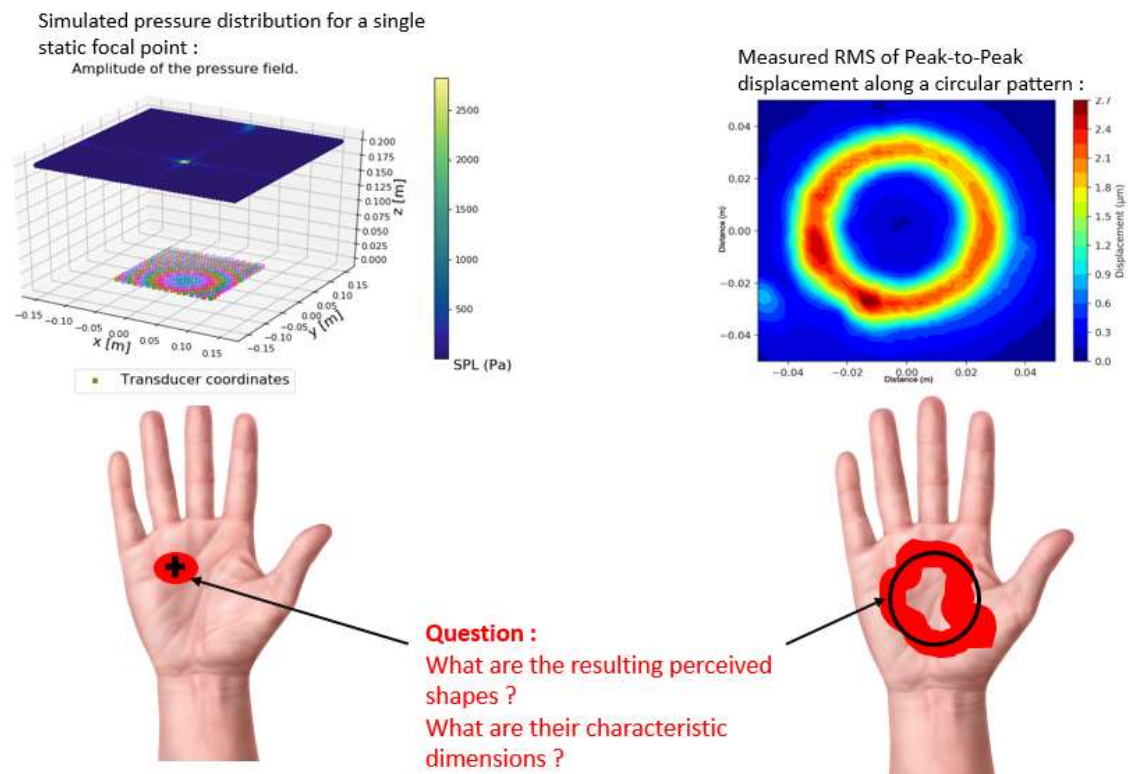 Simulated pressure distribution for a single
static focal point :
Amplitude of the pressure field.
2500
2000
1500
1000
500
SPL (Pa)
0.200
0.175
0.150
0.125
0.100
0.075
0.050
0.025
0.000
z [m]
−0.15
−0.10
−0.05
0.00
0.05
0.10
0.15
x [m]
−0.15
−0.10
−0.05
0.00
0.05
0.10
0.15
y [m]
Transducer coordinates
Measured RMS of Peak-to-Peak
displacement along a circular pattern :
0.04
0.02
0.00
−0.02
−0.04
Distance (m)
−0.04
−0.02
0.00
0.02
0.04
Distance (m)
2.7
2.4
2.1
1.8
1.5
1.2
0.9
0.6
0.3
0.0
Displacement (μm)
Question :
What are the resulting perceived
shapes ?
What are their characteristic
dimensions ?